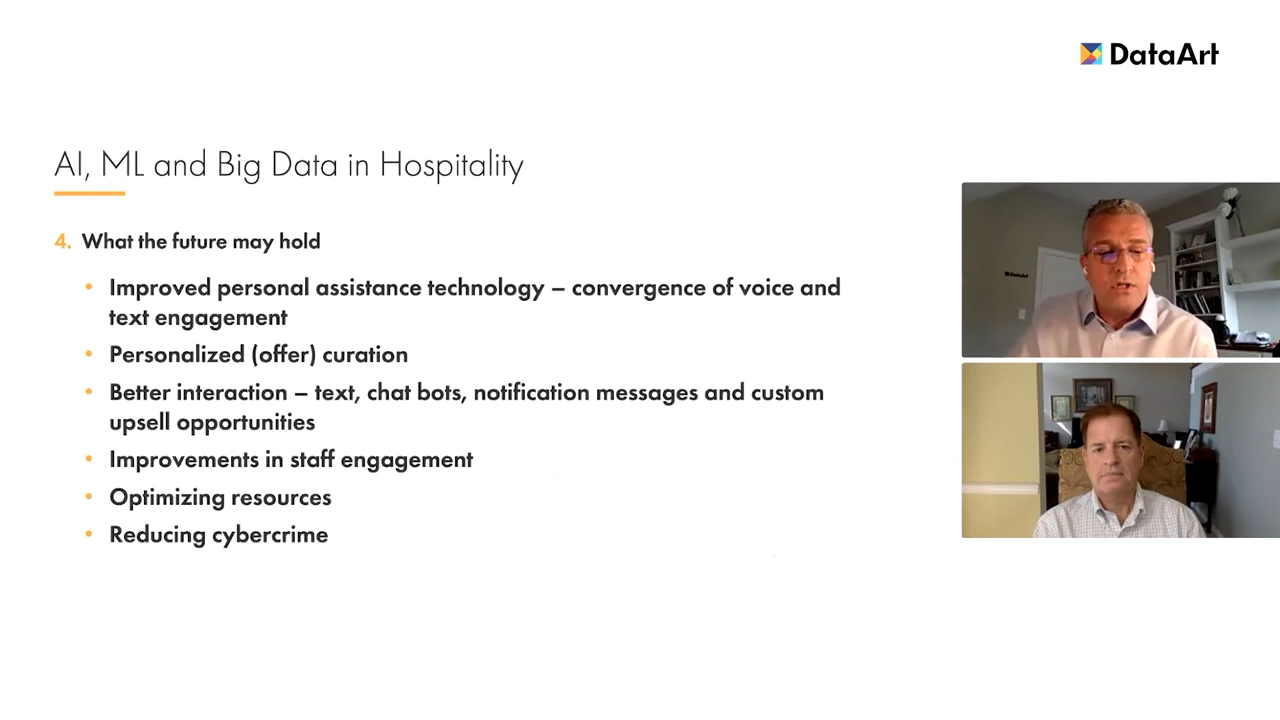 DataArt
AI, ML and Big Data in Hospitality
4. What the future may hold
• Improved personal assistance technology – convergence of voice and
text engagement
• Personalized (offer) curation
• Better interaction – text, chat bots, notification messages and custom
upsell opportunities
• Improvements in staff engagement
• Optimizing resources
• Reducing cybercrime
DataArt